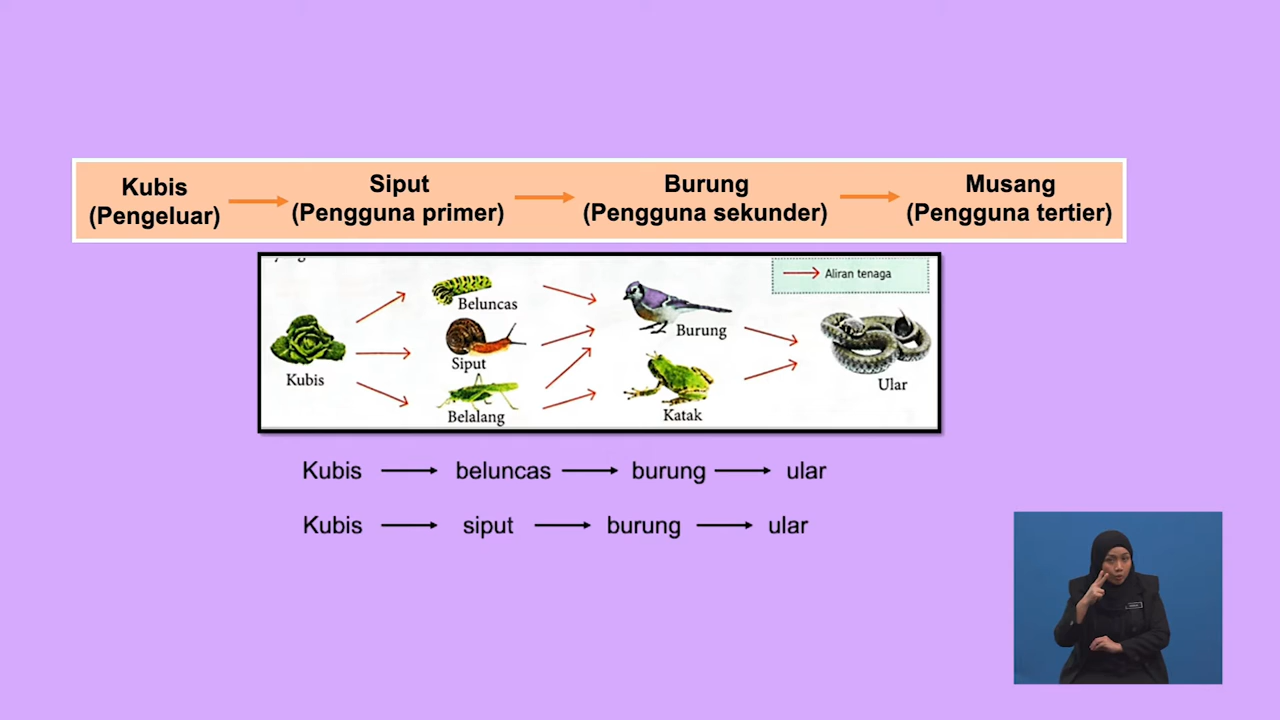 Kubis
(Pengeluar)
Siput
(Pengguna primer)
Burung
(Pengguna sekunder)
Musang
(Pengguna tertier)
Aliran tenaga
Beluncas
Burung
Siput
Kubis
Ular
Belalang
Katak
Kubis → beluncas → burung → ular
Kubis → siput → burung → ular